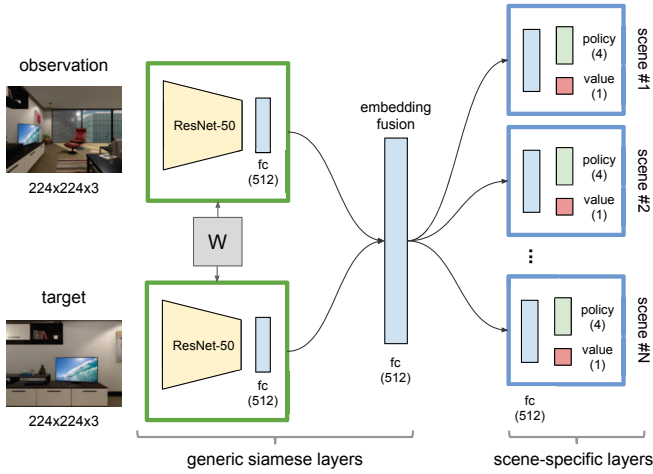 observation
224x224x3
ResNet-50
fc
(512)
W
target
224x224x3
ResNet-50
fc
(512)
embedding
fusion
fc
(512)
policy
(4)
value
(1)
scene #1
policy
(4)
value
(1)
scene #2
...
policy
(4)
value
(1)
scene #N
fc
(512)
generic siamese layers
scene-specific layers